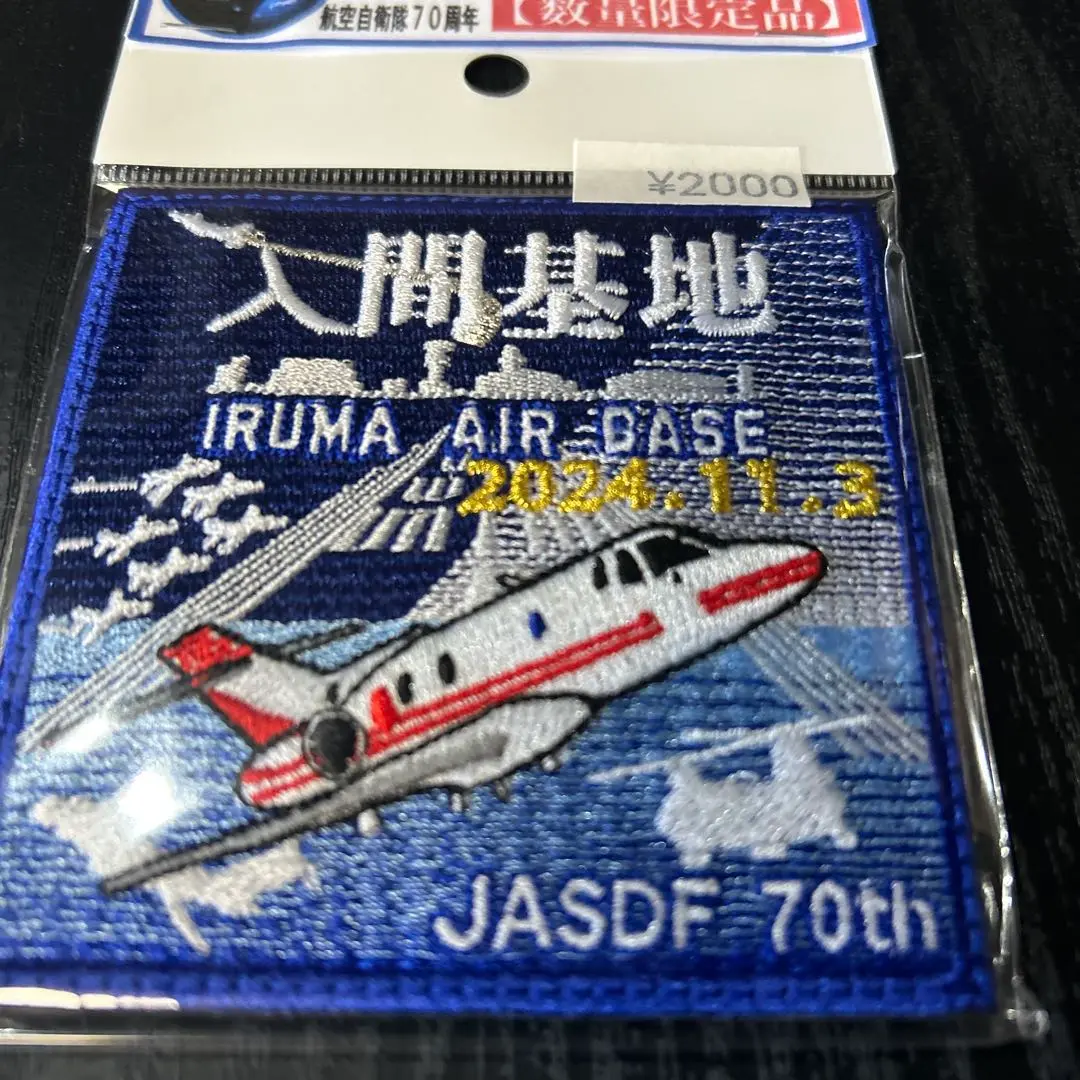 航空自衛隊70周年
【数量限定品】
¥2000
入間基地
IRUMA AIR BASE
2024.11.3
JASDF 70th